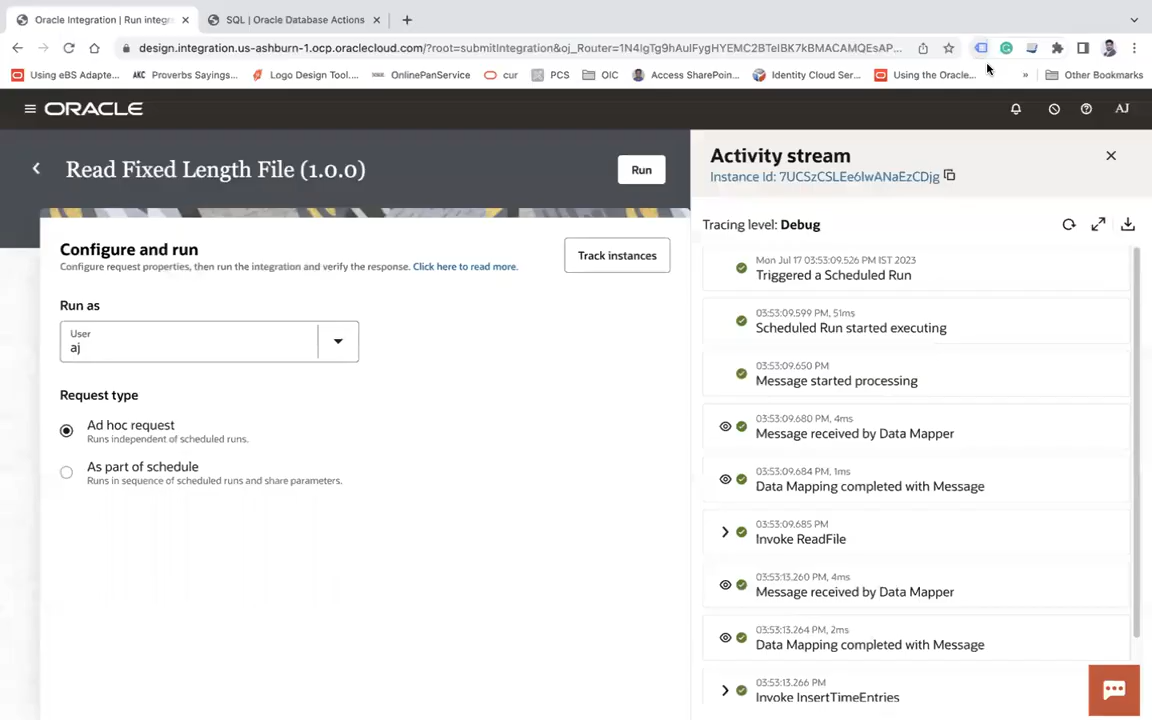 Oracle Integration | Run integr
SQL | Oracle Database Actions
design.integration.us-ashburn-1.ocp.oraclecloud.com/?root=submitIntegration&oj_Router=1N4IgTg9hAuIFygHYEMC2BTeIBK7kBMACAMQEsAP...
Using eBS Adapte...
AKC Proverbs Sayings...
Logo Design Tool....
OnlinePanService
cur
PCS
OIC
Access SharePoin...
Identity Cloud Ser...
Using the Oracle...
»
Other Bookmarks
ORACLE
AJ
Read Fixed Length File (1.0.0)
Run
Configure and run
Configure request properties, then run the integration and verify the response. Click here to read more.
Track instances
Run as
User
aj
Request type
Ad hoc request
Runs independent of scheduled runs.
As part of schedule
Runs in sequence of scheduled runs and share parameters.
Activity stream
Instance Id: 7UCSzCSLEe6IwANaEzCDjg
Tracing level: Debug
Mon Jul 17 03:53:09.526 PM IST 2023
Triggered a Scheduled Run
03:53:09.599 PM, 51ms
Scheduled Run started executing
03:53:09.650 PM
Message started processing
03:53:09.680 PM, 4ms
Message received by Data Mapper
03:53:09.684 PM, 1ms
Data Mapping completed with Message
03:53:09.685 PM
Invoke ReadFile
03:53:13.260 PM, 4ms
Message received by Data Mapper
03:53:13.264 PM, 2ms
Data Mapping completed with Message
03:53:13.266 PM
Invoke InsertTimeEntries